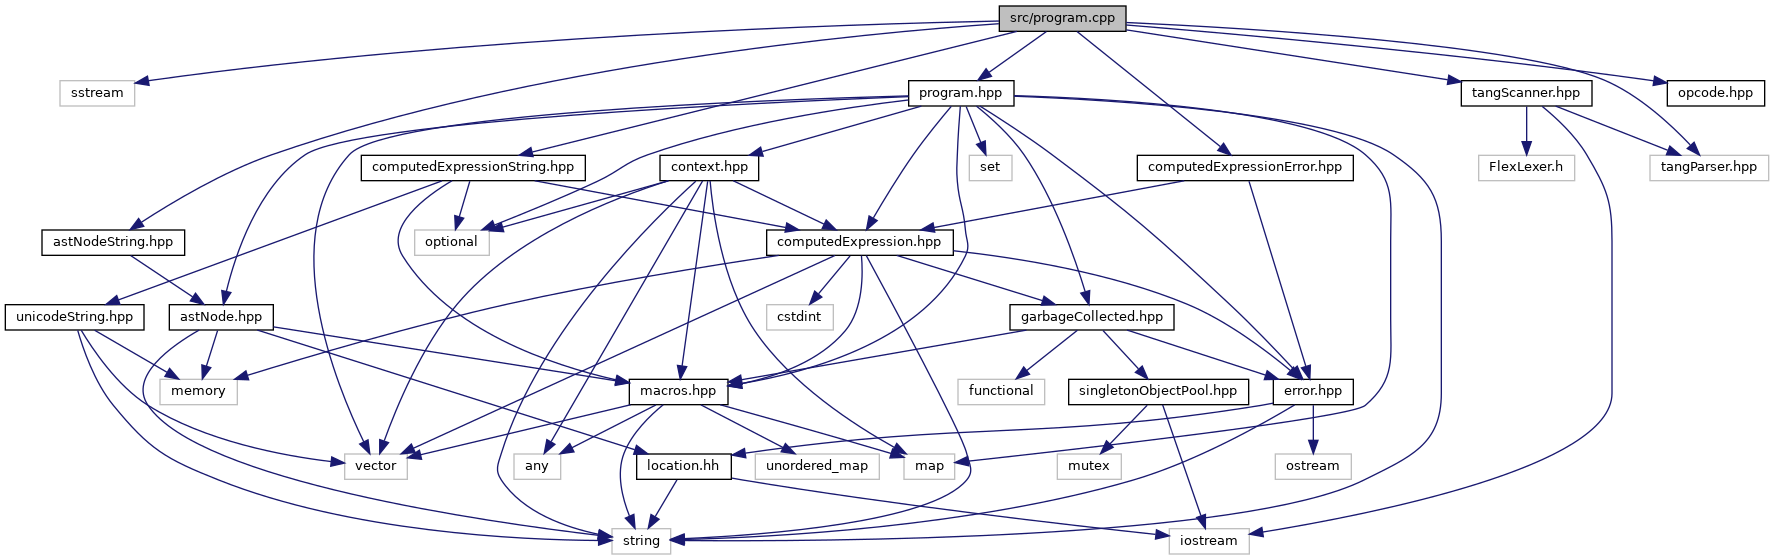 src/program.cpp
sstream
program.hpp
tangScanner.hpp
opcode.hpp
computedExpressionString.hpp
context.hpp
set
computedExpressionError.hpp
FlexLexer.h
tangParser.hpp
astNodeString.hpp
optional
computedExpression.hpp
unicodeString.hpp
astNode.hpp
cstdint
garbageCollected.hpp
memory
macros.hpp
functional
singletonObjectPool.hpp
error.hpp
vector
any
location.hh
unordered_map
map
mutex
ostream
string
iostream